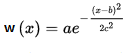 w (x) = ae^{-\frac{(x-b)^2}{2c^2}}